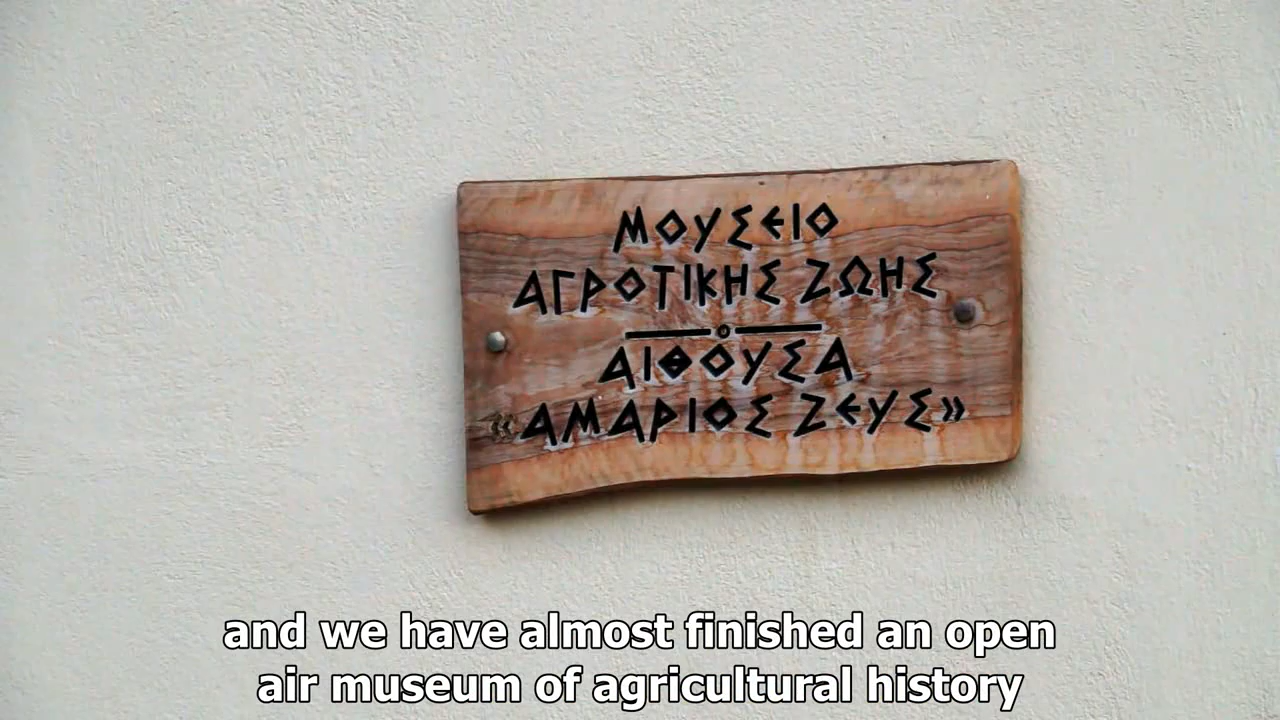 ΜΟΥΣΕΙΟ
ΑΓΡΟΤΙΚΗΣ ΖΩΗΣ
ΑΙΘΟΥΣΑ
«ΑΜΑΡΙΟΣ ΖΕΥΣ»
and we have almost finished an open
air museum of agricultural history